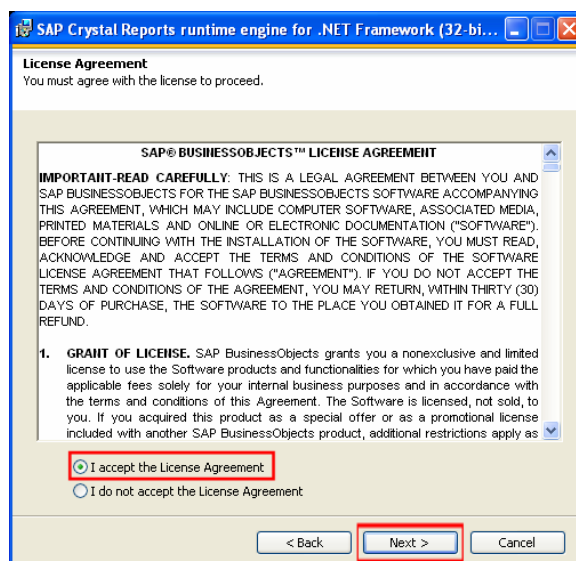 SAP Crystal Reports runtime engine for .NET Framework (32-bi...
License Agreement
You must agree with the license to proceed.
SAP® BUSINESSOBJECTS™ LICENSE AGREEMENT
IMPORTANT-READ CAREFULLY: THIS IS A LEGAL AGREEMENT BETWEEN YOU AND
SAP BUSINESSOBJECTS FOR THE SAP BUSINESSOBJECTS SOFTWARE ACCOMPANYING
THIS AGREEMENT, WHICH MAY INCLUDE COMPUTER SOFTWARE, ASSOCIATED MEDIA,
PRINTED MATERIALS AND ONLINE OR ELECTRONIC DOCUMENTATION ("SOFTWARE").
BEFORE CONTINUING WITH THE INSTALLATION OF THE SOFTWARE, YOU MUST READ,
ACKNOWLEDGE AND ACCEPT THE TERMS AND CONDITIONS OF THE SOFTWARE
LICENSE AGREEMENT THAT FOLLOWS ("AGREEMENT"). IF YOU DO NOT ACCEPT THE
TERMS AND CONDITIONS OF THE AGREEMENT, YOU MAY RETURN, WITHIN THIRTY (30)
DAYS OF PURCHASE, THE SOFTWARE TO THE PLACE YOU OBTAINED IT FOR A FULL
REFUND.
1. GRANT OF LICENSE. SAP BusinessObjects grants you a nonexclusive and limited
license to use the Software products and functionalities for which you have paid the
applicable fees solely for your internal business purposes and in accordance with
the terms and conditions of this Agreement. The Software is licensed, not sold, to
you. If you acquired this product as a special offer or as a promotional license
included with another SAP BusinessObjects product, additional restrictions apply as
I accept the License Agreement
I do not accept the License Agreement
< Back Next > Cancel